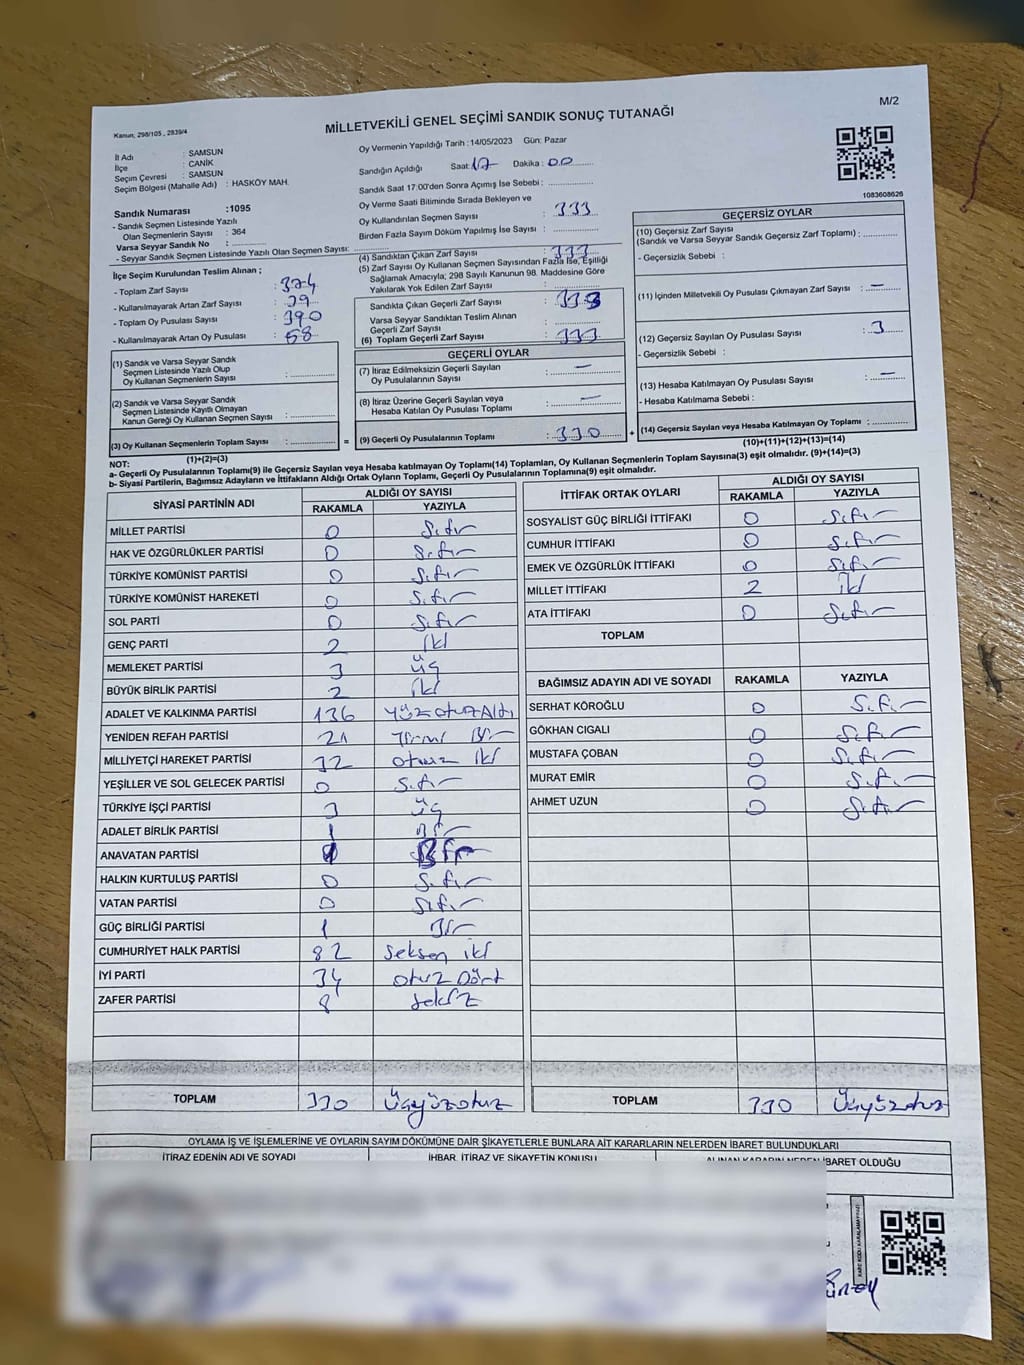 M/2
Kanun, 298/105 , 2839/4
MİLLETVEKİLİ GENEL SEÇİMİ SANDIK SONUÇ TUTANAĞI
İl Adı : SAMSUN
İlçe : CANİK
Seçim Çevresi : SAMSUN
Seçim Bölgesi (Mahalle Adı) : HASKÖY MAH.
Sandık Numarası :1095
- Sandık Seçmen Listesinde Yazılı
Olan Seçmenlerin Sayısı : 364
Varsa Seyyar Sandık No :
- Seyyar Sandık Seçmen Listesinde Yazılı Olan Seçmen Sayısı:
Oy Vermenin Yapıldığı Tarih : 14/05/2023 Gün: Pazar
Sandığın Açıldığı Saat: 17 Dakika : 00
Sandık Saat 17:00'den Sonra Açımış İse Sebebi :
Oy Verme Saati Bitiminde Sırada Bekleyen ve
Oy Kullandırılan Seçmen Sayısı : 333
Birden Fazla Sayım Döküm Yapılmış İse Sayısı :
1083608626
İlçe Seçim Kurulundan Teslim Alınan ;
- Toplam Zarf Sayısı : 374
- Kullanılmayarak Artan Zarf Sayısı : 39
- Toplam Oy Pusulası Sayısı : 390
- Kullanılmayarak Artan Oy Pusulası : 58
(1) Sandık ve Varsa Seyyar Sandık
Seçmen Listesinde Yazılı Olup
Oy Kullanan Seçmenlerin Sayısı :
(2) Sandık ve Varsa Seyyar Sandık
Seçmen Listesinde Kayıtlı Olmayan
Kanun Gereği Oy Kullanan Seçmen Sayısı :
(3) Oy Kullanan Seçmenlerin Toplam Sayısı :
(1)+(2)=(3)
(4) Sandıktan Çıkan Zarf Sayısı : 333
(5) Zarf Sayısı Oy Kullanan Seçmen Sayısından Fazla İse, Eşitliği
Sağlamak Amacıyla; 298 Sayılı Kanunun 98. Maddesine Göre
Yakılarak Yok Edilen Zarf Sayısı :
Sandıkta Çıkan Geçerli Zarf Sayısı : 333
Varsa Seyyar Sandıktan Teslim Alınan
Geçerli Zarf Sayısı :
(6) Toplam Geçerli Zarf Sayısı : 333
GEÇERLİ OYLAR
(7) İtiraz Edilmeksizin Geçerli Sayılan
Oy Pusulalarının Sayısı : —
(8) İtiraz Üzerine Geçerli Sayılan veya
Hesaba Katılan Oy Pusulası Toplamı : —
= (9) Geçerli Oy Pusulalarının Toplamı : 330 +
GEÇERSİZ OYLAR
(10) Geçersiz Zarf Sayısı
(Sandık ve Varsa Seyyar Sandık Geçersiz Zarf Toplamı) :
- Geçersizlik Sebebi :
(11) İçinden Milletvekili Oy Pusulası Çıkmayan Zarf Sayısı : —
(12) Geçersiz Sayılan Oy Pusulası Sayısı : 3
- Geçersizlik Sebebi :
(13) Hesaba Katılmayan Oy Pusulası Sayısı : —
- Hesaba Katılmama Sebebi :
(14) Geçersiz Sayılan veya Hesaba Katılmayan Oy Toplamı :
(10)+(11)+(12)+(13)=(14)
NOT:
a- Geçerli Oy Pusulalarının Toplamı(9) ile Geçersiz Sayılan veya Hesaba katılmayan Oy Toplamı(14) Toplamları, Oy Kullanan Seçmenlerin Toplam Sayısına(3) eşit olmalıdır. (9)+(14)=(3)
b- Siyasi Partilerin, Bağımsız Adayların ve İttifakların Aldığı Ortak Oyların Toplamı, Geçerli Oy Pusulalarının Toplamına(9) eşit olmalıdır.
SİYASİ PARTİNİN ADI ALDIĞI OY SAYISI
RAKAMLA YAZIYLA
MİLLET PARTİSİ 0 Sıfır
HAK VE ÖZGÜRLÜKLER PARTİSİ 0 Sıfır
TÜRKİYE KOMÜNİST PARTİSİ 0 Sıfır
TÜRKİYE KOMÜNİST HAREKETİ 0 Sıfır
SOL PARTİ 0 Sıfır
GENÇ PARTİ 2 İki
MEMLEKET PARTİSİ 3 Üç
BÜYÜK BİRLİK PARTİSİ 2 İki
ADALET VE KALKINMA PARTİSİ 136 YüzotuzAltı
YENİDEN REFAH PARTİSİ 21 Yirmi Bir
MİLLİYETÇİ HAREKET PARTİSİ 32 otuz iki
YEŞİLLER VE SOL GELECEK PARTİSİ 0 Sıfır
TÜRKİYE İŞÇİ PARTİSİ 3 Üç
ADALET BİRLİK PARTİSİ 1 Bir
ANAVATAN PARTİSİ 1 Bir
HALKIN KURTULUŞ PARTİSİ 0 Sıfır
VATAN PARTİSİ 0 Sıfır
GÜÇ BİRLİĞİ PARTİSİ 1 Bir
CUMHURİYET HALK PARTİSİ 82 Seksen iki
İYİ PARTİ 34 otuz Dört
ZAFER PARTİSİ 8 Sekiz
TOPLAM 330 Üçyüzotuz
İTTİFAK ORTAK OYLARI ALDIĞI OY SAYISI
RAKAMLA YAZIYLA
SOSYALİST GÜÇ BİRLİĞİ İTTİFAKI 0 Sıfır
CUMHUR İTTİFAKI 0 Sıfır
EMEK VE ÖZGÜRLÜK İTTİFAKI 0 Sıfır
MİLLET İTTİFAKI 2 İki
ATA İTTİFAKI 0 Sıfır
TOPLAM
BAĞIMSIZ ADAYIN ADI VE SOYADI RAKAMLA YAZIYLA
SERHAT KÖROĞLU 0 Sıfır
GÖKHAN CIGALI 0 Sıfır
MUSTAFA ÇOBAN 0 Sıfır
MURAT EMİR 0 Sıfır
AHMET UZUN 0 Sıfır
TOPLAM 330 Üçyüzotuz
OYLAMA İŞ VE İŞLEMLERİNE VE OYLARIN SAYIM DÖKÜMÜNE DAİR ŞİKAYETLERLE BUNLARA AİT KARARLARIN NELERDEN İBARET BULUNDUKLARI
İTİRAZ EDENİN ADI VE SOYADI İHBAR, İTİRAZ VE ŞİKAYETİN KONUSU ALINAN KARARIN NEDEN İBARET OLDUĞU